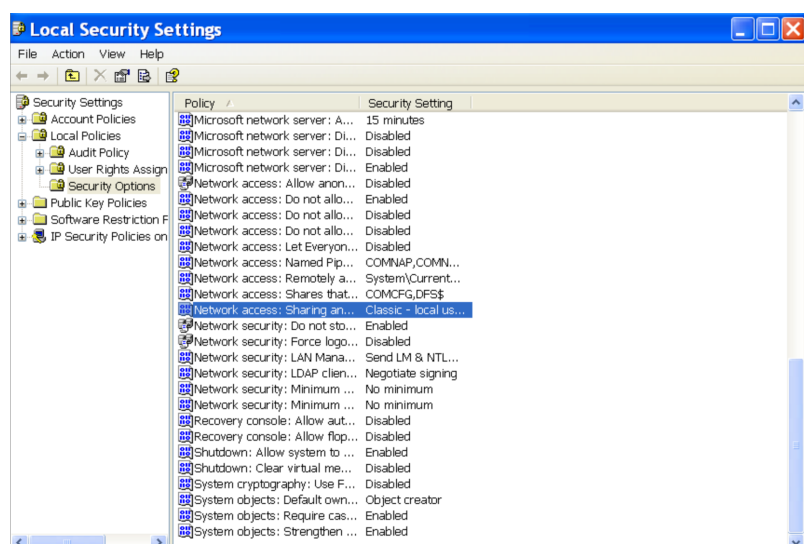 Local Security Settings
File Action View Help
Security Settings
Account Policies
Local Policies
Audit Policy
User Rights Assign
Security Options
Public Key Policies
Software Restriction P
IP Security Policies on
Policy Security Setting
Microsoft network server: A... 15 minutes
Microsoft network server: Di... Disabled
Microsoft network server: Di... Disabled
Microsoft network server: Di... Enabled
Network access: Allow anon... Disabled
Network access: Do not allo... Enabled
Network access: Do not allo... Disabled
Network access: Do not allo... Disabled
Network access: Let Everyon... Disabled
Network access: Named Pip... COMNAP,COMN...
Network access: Remotely a... System\Current...
Network access: Shares that... COMCFG,DFS$
Network access: Sharing an... Classic - local us...
Network security: Do not sto... Enabled
Network security: Force logo... Disabled
Network security: LAN Mana... Send LM & NTL...
Network security: LDAP clien... Negotiate signing
Network security: Minimum ... No minimum
Network security: Minimum ... No minimum
Recovery console: Allow aut... Disabled
Recovery console: Allow flop... Disabled
Shutdown: Allow system to ... Enabled
Shutdown: Clear virtual me... Disabled
System cryptography: Use F... Disabled
System objects: Default own... Object creator
System objects: Require cas... Enabled
System objects: Strengthen ... Enabled